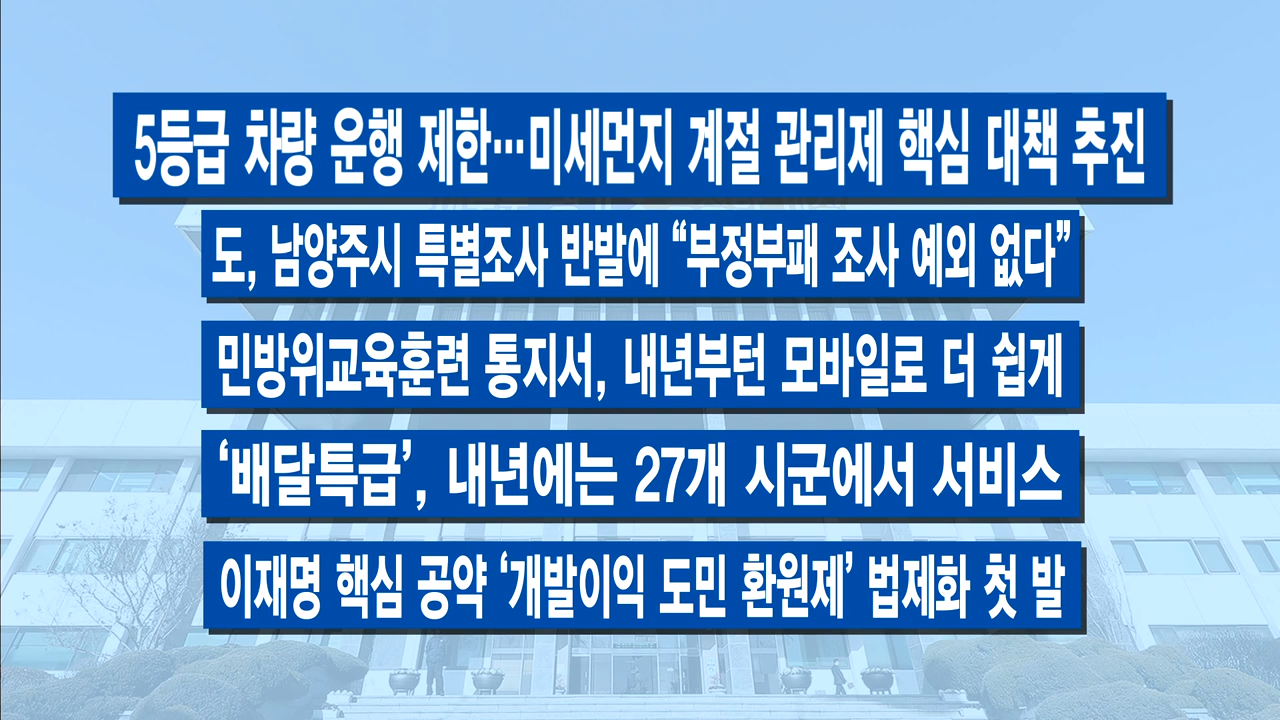 5등급 차량 운행 제한…미세먼지 계절 관리제 핵심 대책 추진
도, 남양주시 특별조사 반발에 “부정부패 조사 예외 없다”
민방위교육훈련 통지서, 내년부턴 모바일로 더 쉽게
‘배달특급’, 내년에는 27개 시군에서 서비스
이재명 핵심 공약 ‘개발이익 도민 환원제’ 법제화 첫 발